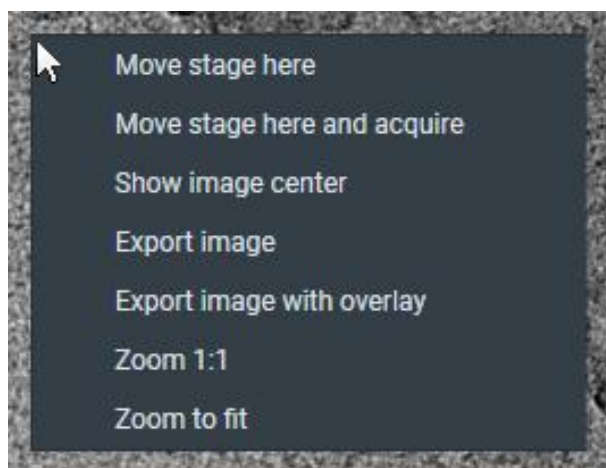 Move stage here
Move stage here and acquire
Show image center
Export image
Export image with overlay
Zoom 1:1
Zoom to fit